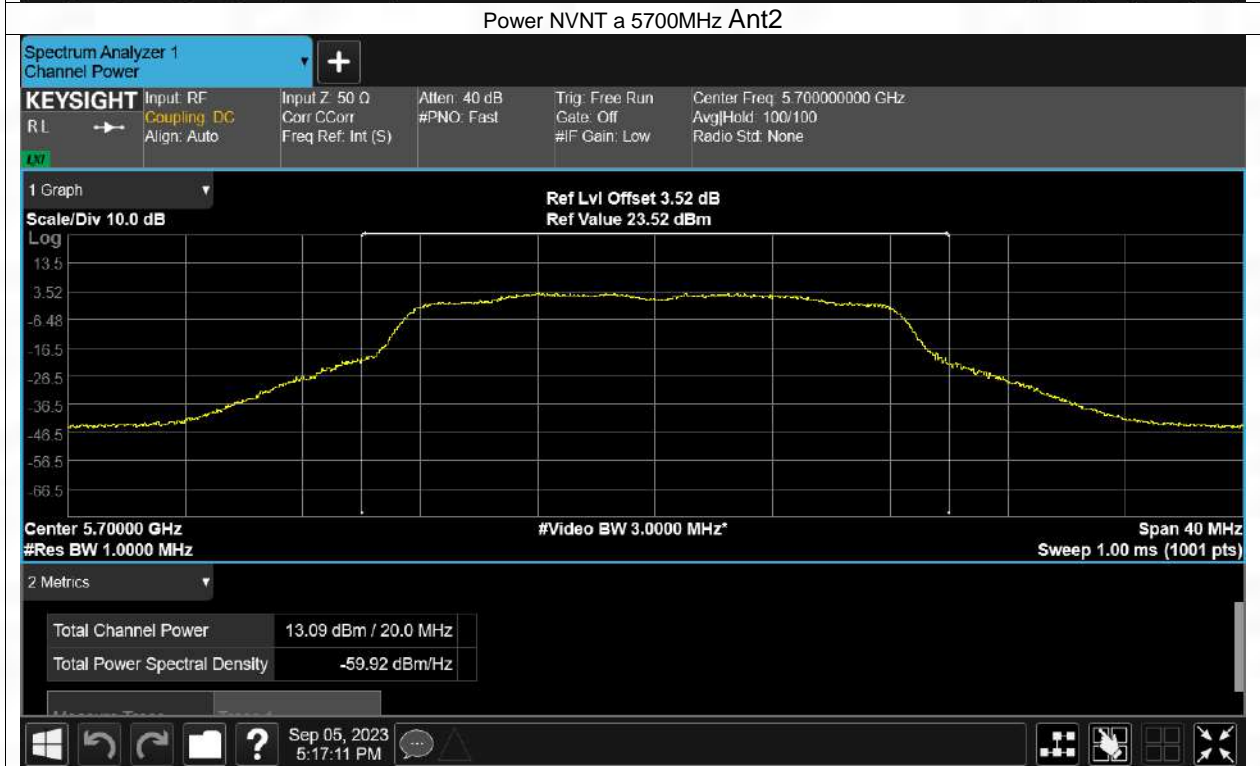 Power NVNT a 5700MHz Ant2
Spectrum Analyzer 1
Channel Power
KEYSIGHT
RL
LXI
Input: RF
Coupling: DC
Align: Auto
Input Z: 50 Ω
Corr CCorr
Freq Ref: Int (S)
Atten: 40 dB
#PNO: Fast
Trig: Free Run
Gate: Off
#IF Gain: Low
Center Freq: 5.700000000 GHz
Avg|Hold: 100/100
Radio Std: None
1 Graph
Ref Lvl Offset 3.52 dB
Scale/Div 10.0 dB
Ref Value 23.52 dBm
Log
13.5
3.52
-6.48
-16.5
-26.5
-36.5
-46.5
-56.5
-66.5
Center 5.70000 GHz
#Video BW 3.0000 MHz*
Span 40 MHz
#Res BW 1.0000 MHz
Sweep 1.00 ms (1001 pts)
2 Metrics
Total Channel Power 13.09 dBm / 20.0 MHz
Total Power Spectral Density -59.92 dBm/Hz
Sep 05, 2023
5:17:11 PM